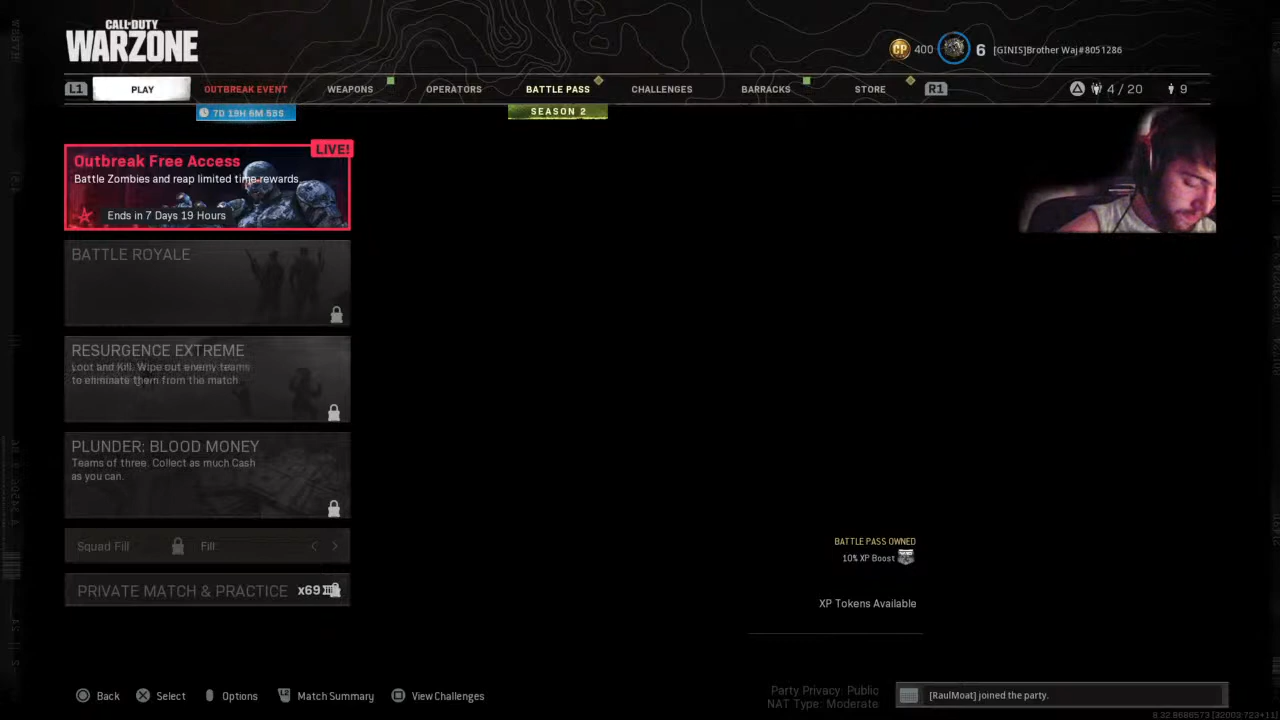 CALL OF DUTY
WARZONE
CP 400 6 [GINIS]Brother Waj#8051286
L1 PLAY OUTBREAK EVENT WEAPONS OPERATORS BATTLE PASS CHALLENGES BARRACKS STORE R1 4 / 20 9
7D 19H 6M 59S SEASON 2
LIVE!
Outbreak Free Access
Battle Zombies and reap limited time rewards
Ends in 7 Days 19 Hours
BATTLE ROYALE
RESURGENCE EXTREME
Loot and Kill. Wipe out enemy teams
to eliminate them from the match
PLUNDER: BLOOD MONEY
Teams of three. Collect as much Cash
as you can.
Squad Fill Fill
PRIVATE MATCH & PRACTICE x69
BATTLE PASS OWNED
10% XP Boost
XP Tokens Available
Back Select Options L2 Match Summary View Challenges
Party Privacy: Public
NAT Type: Moderate
[RaulMoat] joined the party.